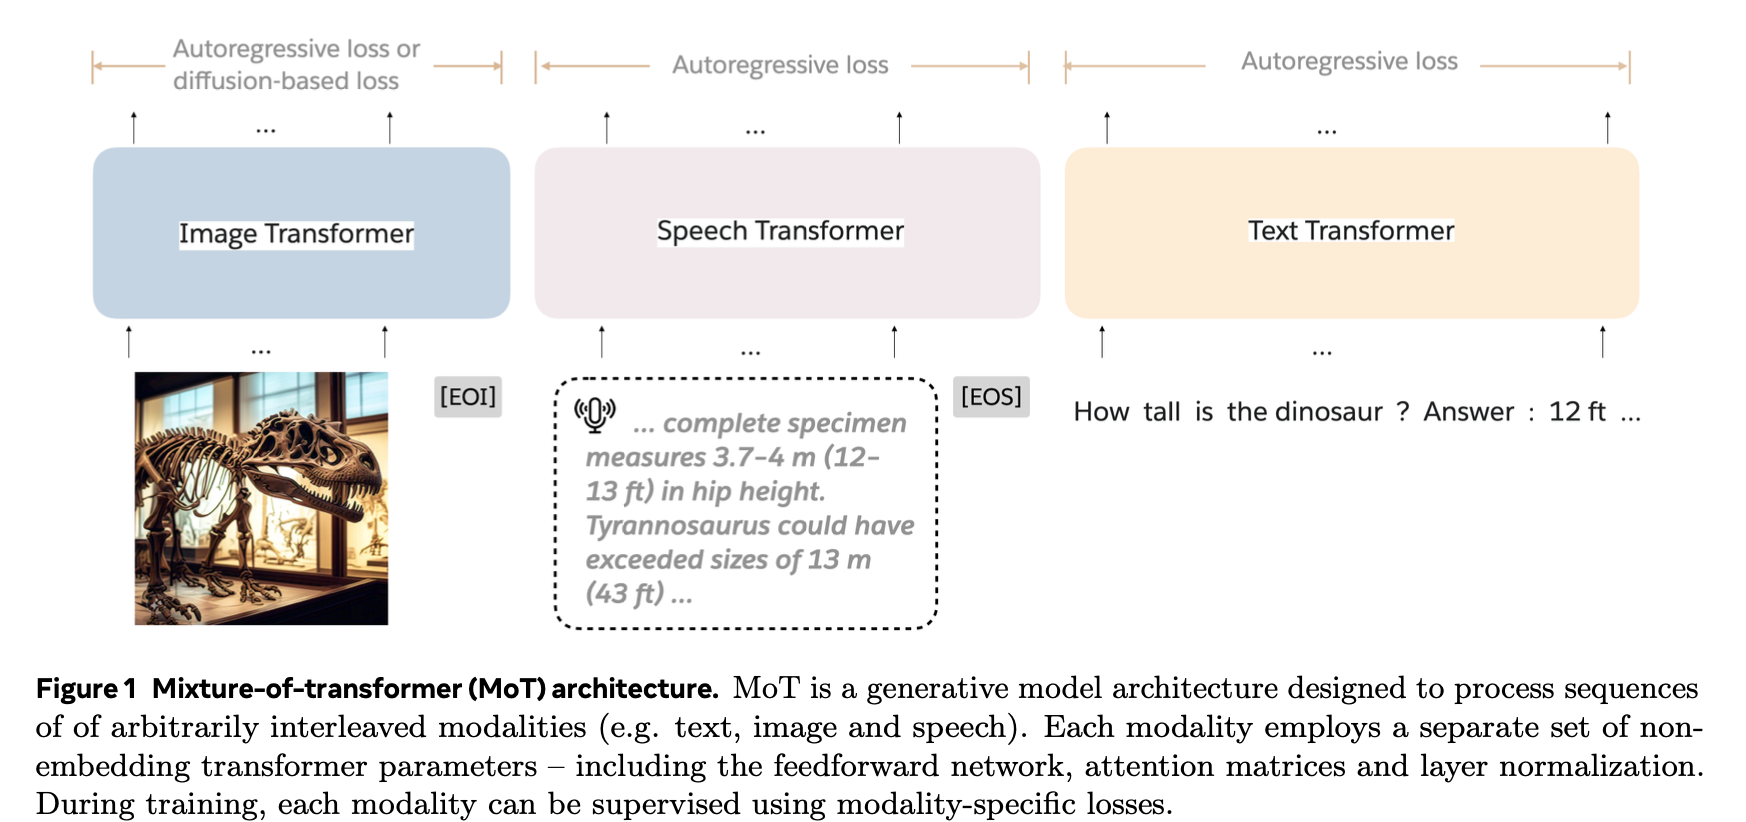 Autoregressive loss or
diffusion-based loss
Autoregressive loss
Autoregressive loss
...
...
...
Image Transformer
Speech Transformer
Text Transformer
...
...
...
[EOI]
... complete specimen
measures 3.7–4 m (12–
13 ft) in hip height.
Tyrannosaurus could have
exceeded sizes of 13 m
(43 ft) ...
[EOS]
How tall is the dinosaur ? Answer : 12 ft ...
Figure 1 Mixture-of-transformer (MoT) architecture. MoT is a generative model architecture designed to process sequences
of of arbitrarily interleaved modalities (e.g. text, image and speech). Each modality employs a separate set of non-
embedding transformer parameters – including the feedforward network, attention matrices and layer normalization.
During training, each modality can be supervised using modality-specific losses.